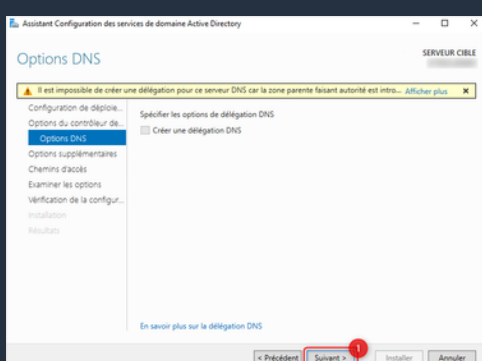 Assistant Configuration des services de domaine Active Directory
Options DNS
SERVEUR CIBLE
Il est impossible de créer une délégation pour ce serveur DNS car la zone parente faisant autorité est intro... Afficher plus
Configuration de déploie...
Options du contrôleur de...
Options DNS
Options supplémentaires
Chemins d'accès
Examiner les options
Vérification de la configur...
Installation
Résultats
Spécifier les options de délégation DNS
Créer une délégation DNS
En savoir plus sur la délégation DNS
1
< Précédent
Suivant >
Installer
Annuler